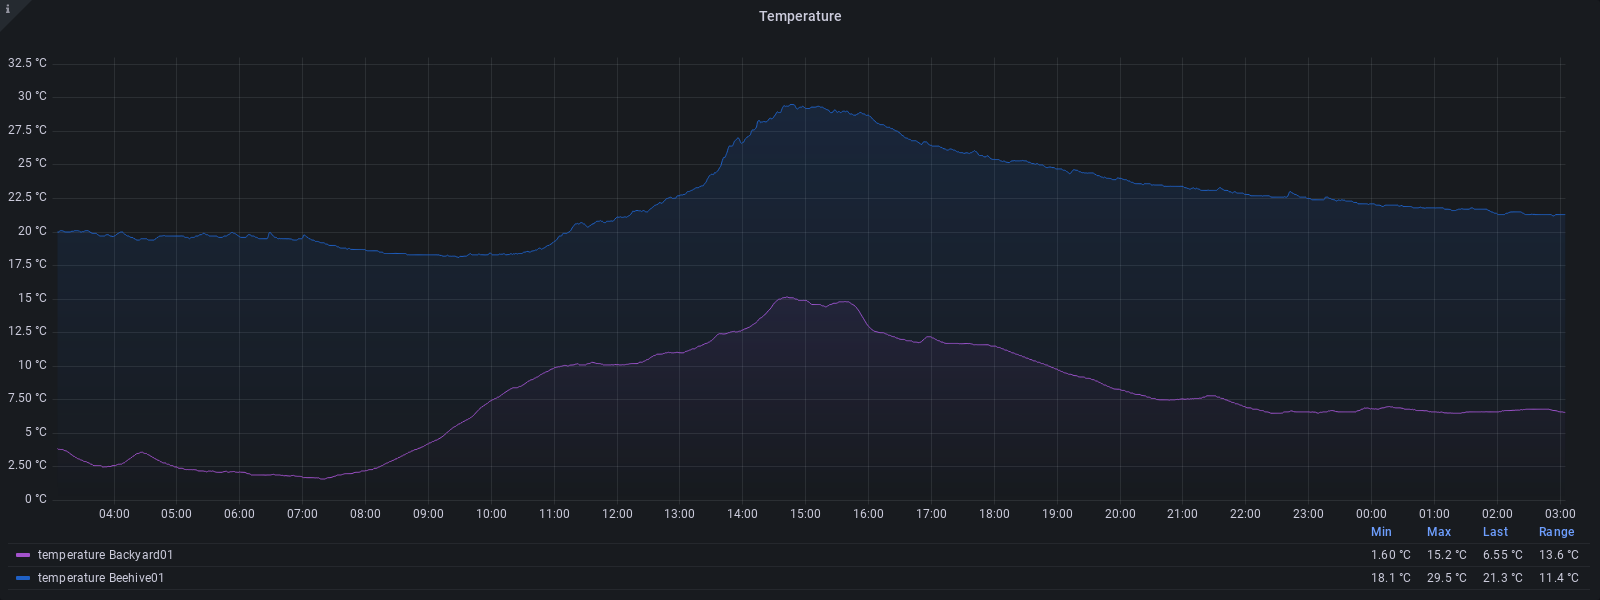 i
Temperature
32.5 °C
30 °C
27.5 °C
25 °C
22.5 °C
20 °C
17.5 °C
15 °C
12.5 °C
10 °C
7.50 °C
5 °C
2.50 °C
0 °C
04:00 05:00 06:00 07:00 08:00 09:00 10:00 11:00 12:00 13:00 14:00 15:00 16:00 17:00 18:00 19:00 20:00 21:00 22:00 23:00 00:00 01:00 02:00 03:00
Min Max Last Range
temperature Backyard01 1.60 °C 15.2 °C 6.55 °C 13.6 °C
temperature Beehive01 18.1 °C 29.5 °C 21.3 °C 11.4 °C